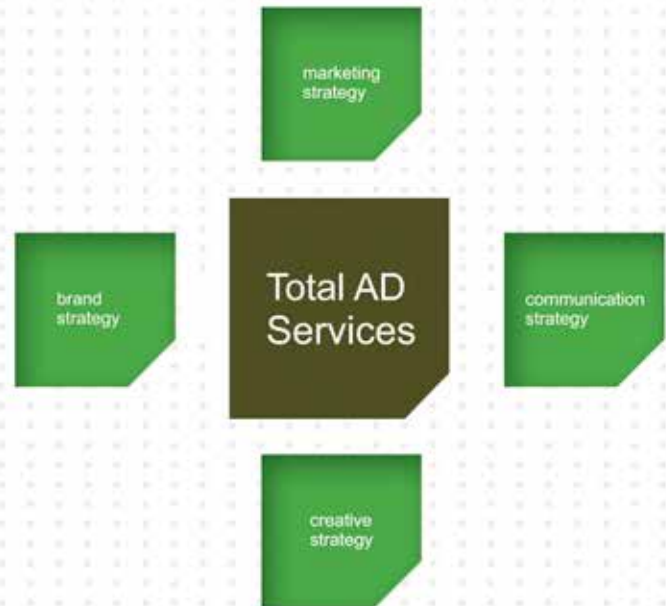 marketing
strategy
brand
strategy
Total AD
Services
communication
strategy
creative
strategy